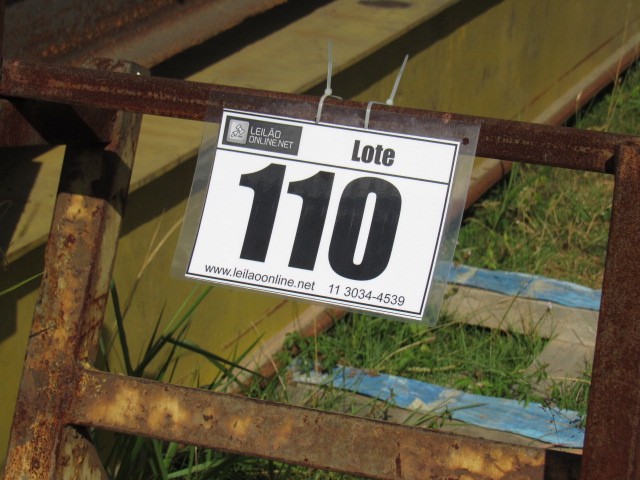 LEILÃO
ONLINE.NET
Lote
110
www.leilaoonline.net 11 3034-4539